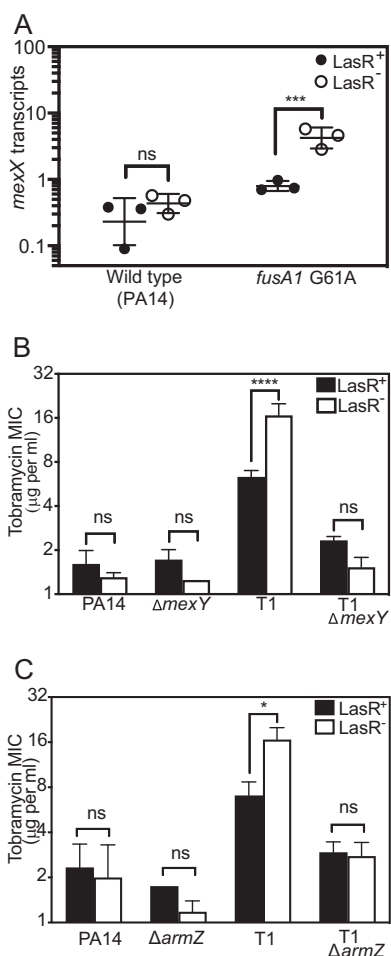 A
100
10
1
0.1
mexX transcripts
LasR+
LasR-
ns
***
Wild type
(PA14)
fusA1 G61A
B
32
16
8
4
2
1
Tobramycin MIC
(µg per ml)
LasR+
LasR-
ns
ns
****
ns
PA14
ΔmexY
T1
T1
ΔmexY
C
32
16
8
4
2
1
Tobramycin MIC
(µg per ml)
LasR+
LasR-
ns
ns
*
ns
PA14
ΔarmZ
T1
T1
ΔarmZ